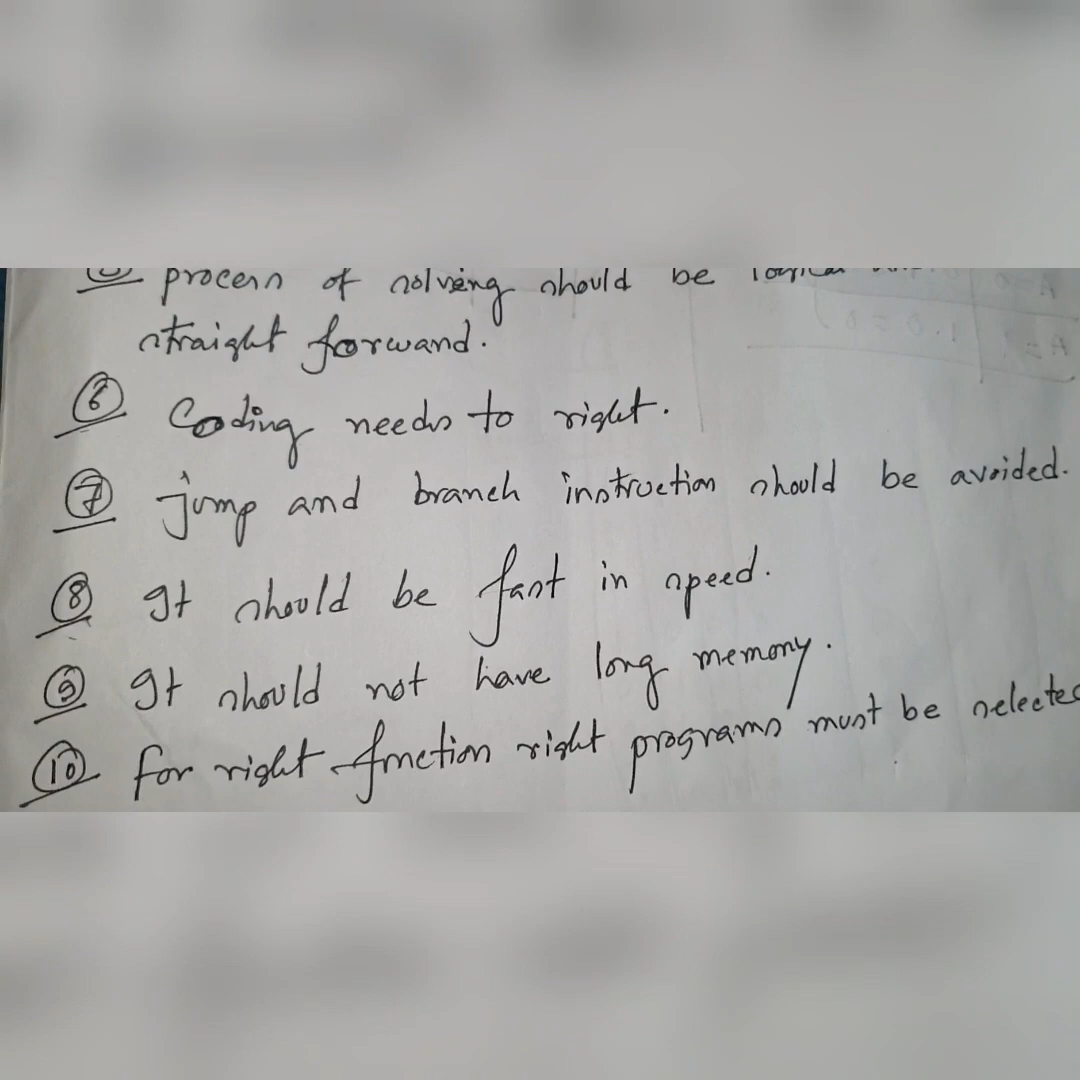 process of solving should be logical
straight forward.
6 Coding needs to right.
7 jump and branch instruction should be avoided.
8 It should be fast in speed.
9 It should not have long memory.
10 for right function right programs must be selected